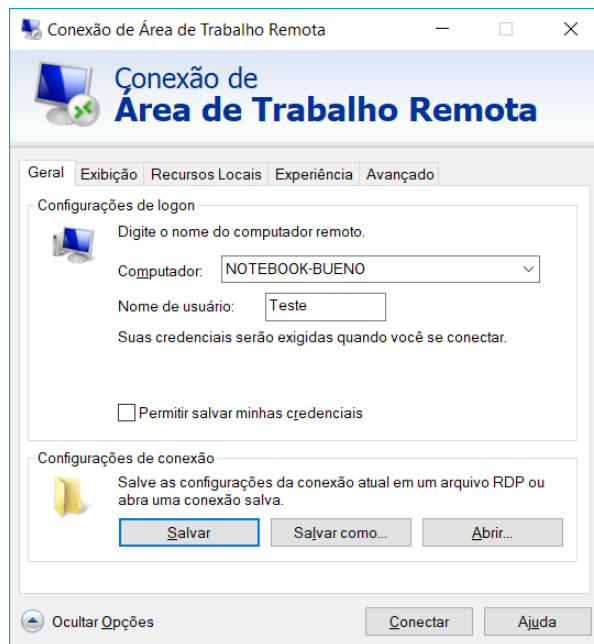 Conexão de Área de Trabalho Remota
Conexão de
Área de Trabalho Remota
Geral Exibição Recursos Locais Experiência Avançado
Configurações de logon
Digite o nome do computador remoto.
Computador: NOTEBOOK-BUENO
Nome de usuário: Teste
Suas credenciais serão exigidas quando você se conectar.
Permitir salvar minhas credenciais
Configurações de conexão
Salve as configurações da conexão atual em um arquivo RDP ou
abra uma conexão salva.
Salvar Salvar como... Abrir...
Ocultar Opções Conectar Ajuda